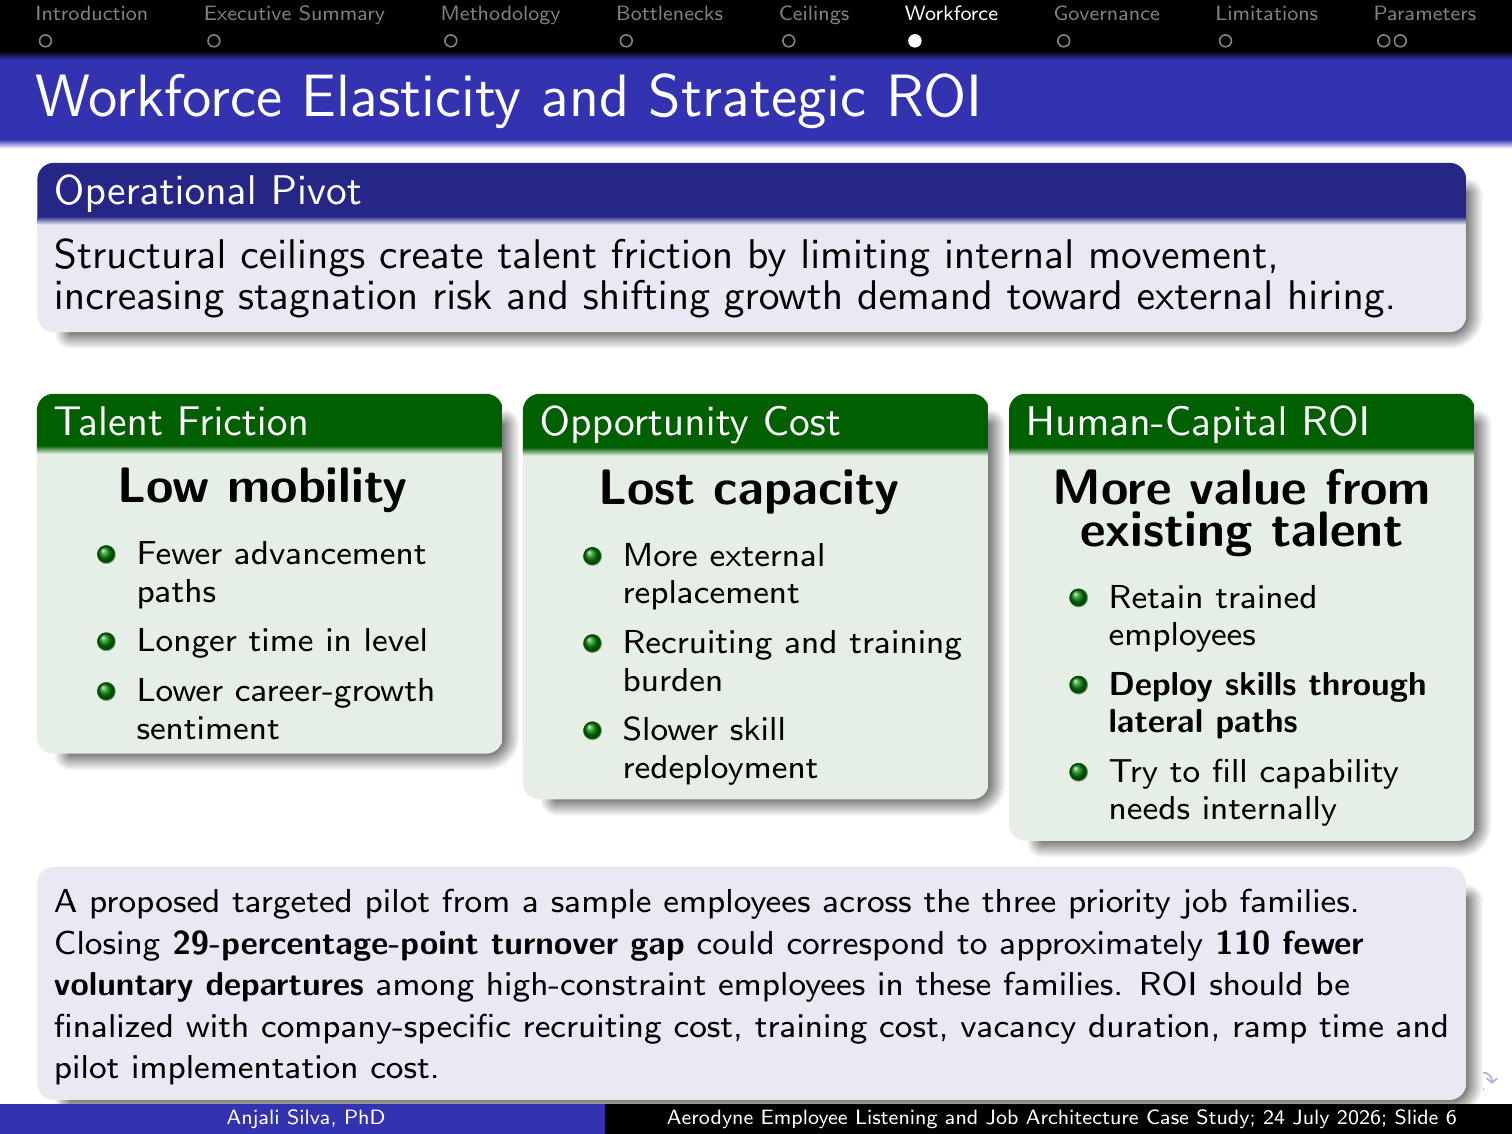 Introduction Executive Summary Methodology Bottlenecks Ceilings Workforce Governance Limitations Parameters
Workforce Elasticity and Strategic ROI
Operational Pivot
Structural ceilings create talent friction by limiting internal movement,
increasing stagnation risk and shifting growth demand toward external hiring.
Talent Friction
Low mobility
Fewer advancement
paths
Longer time in level
Lower career-growth
sentiment
Opportunity Cost
Lost capacity
More external
replacement
Recruiting and training
burden
Slower skill
redeployment
Human-Capital ROI
More value from
existing talent
Retain trained
employees
Deploy skills through
lateral paths
Try to fill capability
needs internally
A proposed targeted pilot from a sample employees across the three priority job families.
Closing 29-percentage-point turnover gap could correspond to approximately 110 fewer
voluntary departures among high-constraint employees in these families. ROI should be
finalized with company-specific recruiting cost, training cost, vacancy duration, ramp time and
pilot implementation cost.
Anjali Silva, PhD
Aerodyne Employee Listening and Job Architecture Case Study; 24 July 2026; Slide 6